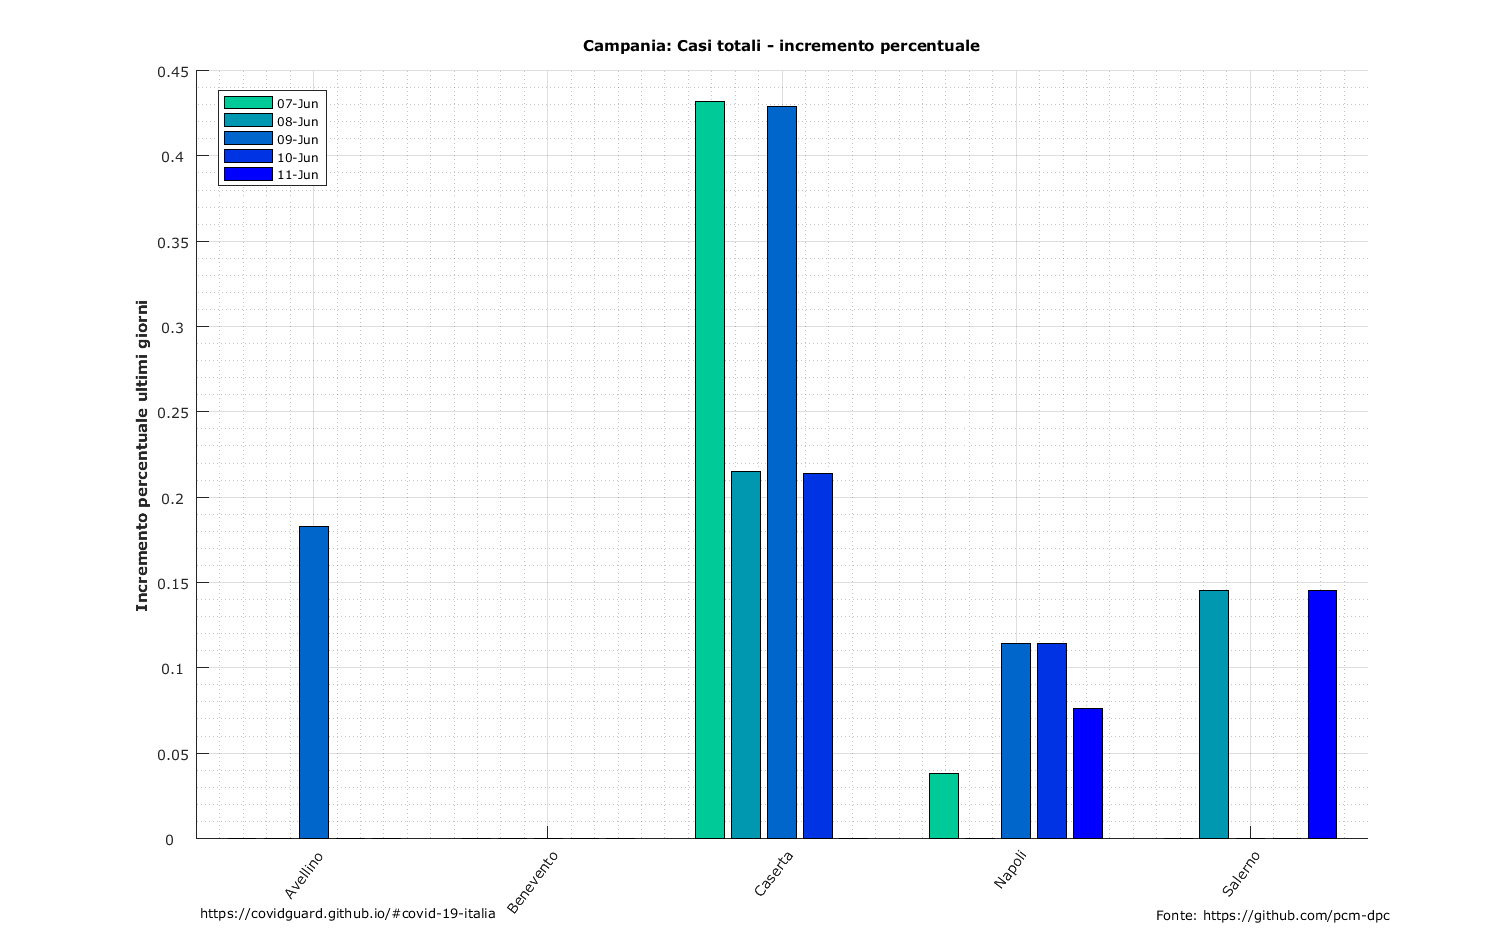 Campania: Casi totali - incremento percentuale
0.45
0.4
0.35
0.3
0.25
0.2
0.15
0.1
0.05
0
Incremento percentuale ultimi giorni
07-Jun
08-Jun
09-Jun
10-Jun
11-Jun
Avellino
Benevento
Caserta
Napoli
Salerno
https://covidguard.github.io/#covid-19-italia
Fonte: https://github.com/pcm-dpc